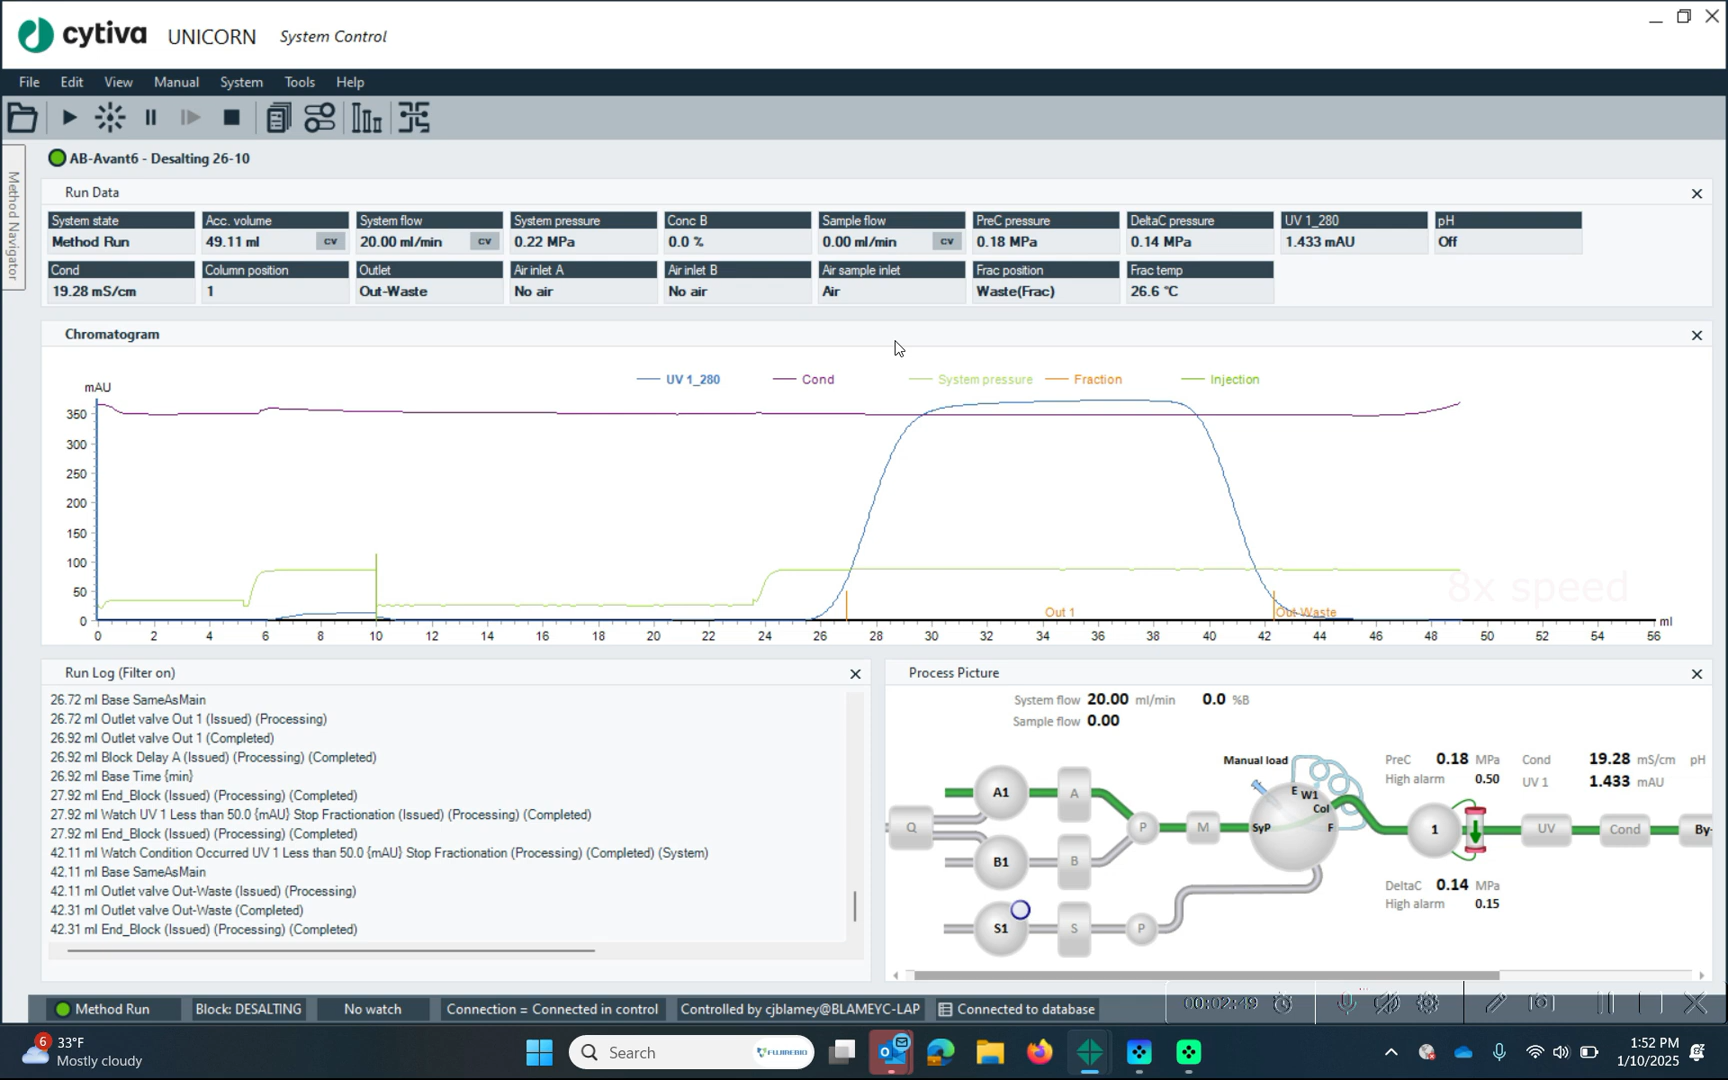 cytiva UNICORN System Control
File Edit View Manual System Tools Help
Method Navigator
AB-Avant6 - Desalting 26-10
Run Data
System state Acc. volume System flow System pressure Conc B Sample flow PreC pressure DeltaC pressure UV 1_280 pH
Method Run 49.11 ml CV 20.00 ml/min CV 0.22 MPa 0.0 % 0.00 ml/min CV 0.18 MPa 0.14 MPa 1.433 mAU Off
Cond Column position Outlet Air inlet A Air inlet B Air sample inlet Frac position Frac temp
19.28 mS/cm 1 Out-Waste No air No air Air Waste(Frac) 26.6 °C
Chromatogram
UV 1_280 Cond System pressure Fraction Injection
mAU
350
300
250
200
150
100
50
0
8x speed
Out 1 Out-Waste
0 2 4 6 8 10 12 14 16 18 20 22 24 26 28 30 32 34 36 38 40 42 44 46 48 50 52 54 56 ml
Run Log (Filter on)
26.72 ml Base SameAsMain
26.72 ml Outlet valve Out 1 (Issued) (Processing)
26.92 ml Outlet valve Out 1 (Completed)
26.92 ml Block Delay A (Issued) (Processing) (Completed)
26.92 ml Base Time {min}
27.92 ml End_Block (Issued) (Processing) (Completed)
27.92 ml Watch UV 1 Less than 50.0 {mAU} Stop Fractionation (Issued) (Processing) (Completed)
27.92 ml End_Block (Issued) (Processing) (Completed)
42.11 ml Watch Condition Occurred UV 1 Less than 50.0 {mAU} Stop Fractionation (Processing) (Completed) (System)
42.11 ml Base SameAsMain
42.11 ml Outlet valve Out-Waste (Issued) (Processing)
42.31 ml Outlet valve Out-Waste (Completed)
42.31 ml End_Block (Issued) (Processing) (Completed)
Process Picture
System flow 20.00 ml/min 0.0 %B
Sample flow 0.00
Manual load
PreC 0.18 MPa Cond 19.28 mS/cm pH
High alarm 0.50 UV 1 1.433 mAU
A1 A E W1 Col
Q P M SyP F 1 UV Cond By-
B1 B
DeltaC 0.14 MPa
High alarm 0.15
S1 S P
Method Run Block: DESALTING No watch Connection = Connected in control Controlled by cjblamey@BLAMEYC-LAP Connected to database 00:02:49
6 33°F
Mostly cloudy
Search FUJIREBIO
1:52 PM
1/10/2025